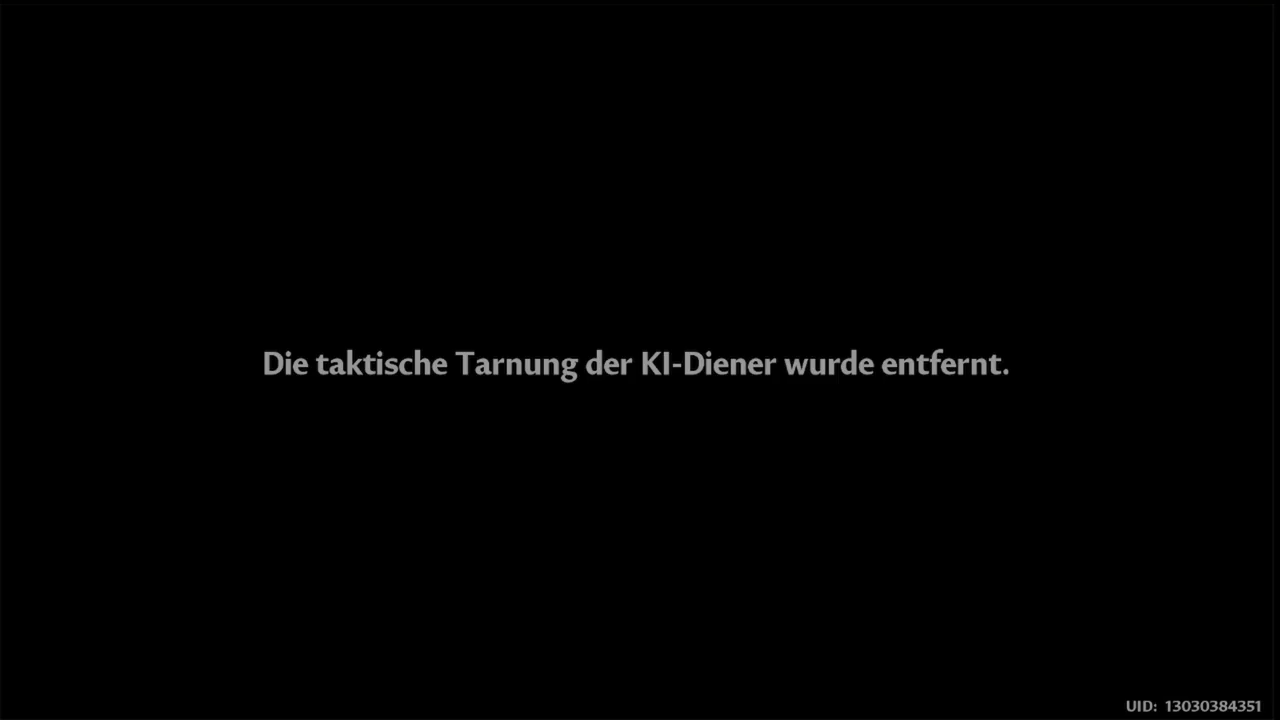 Die taktische Tarnung der KI-Diener wurde entfernt.
UID: 13030384351